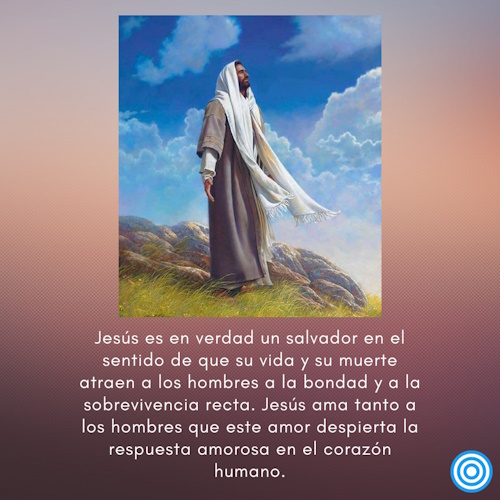 Jesús es en verdad un salvador en el
sentido de que su vida y su muerte
atraen a los hombres a la bondad y a la
sobrevivencia recta. Jesús ama tanto a
los hombres que este amor despierta la
respuesta amorosa en el corazón
humano.